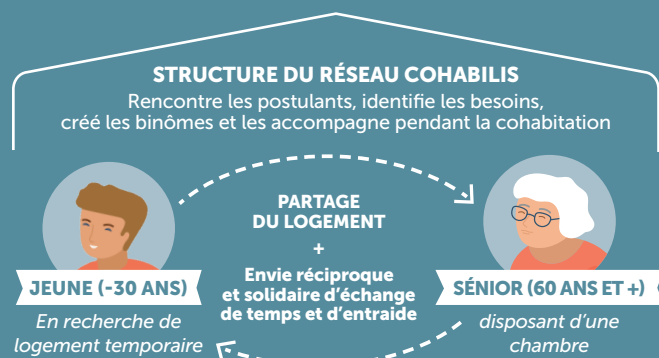 STRUCTURE DU RÉSEAU COHABILIS
Rencontre les postulants, identifie les besoins,
créé les binômes et les accompagne pendant la cohabitation
PARTAGE
DU LOGEMENT
+
Envie réciproque
et solidaire d'échange
de temps et d'entraide
JEUNE (-30 ANS)
En recherche de
logement temporaire
SÉNIOR (60 ANS ET +)
disposant d'une
chambre